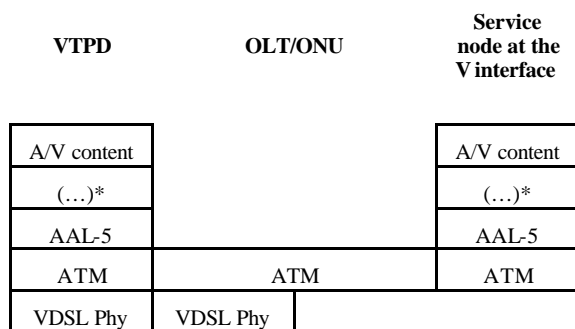 VTPD OLT/ONU Service
node at the
V interface
A/V content A/V content
(…)* (…)*
AAL-5 AAL-5
ATM ATM ATM
VDSL Phy VDSL Phy